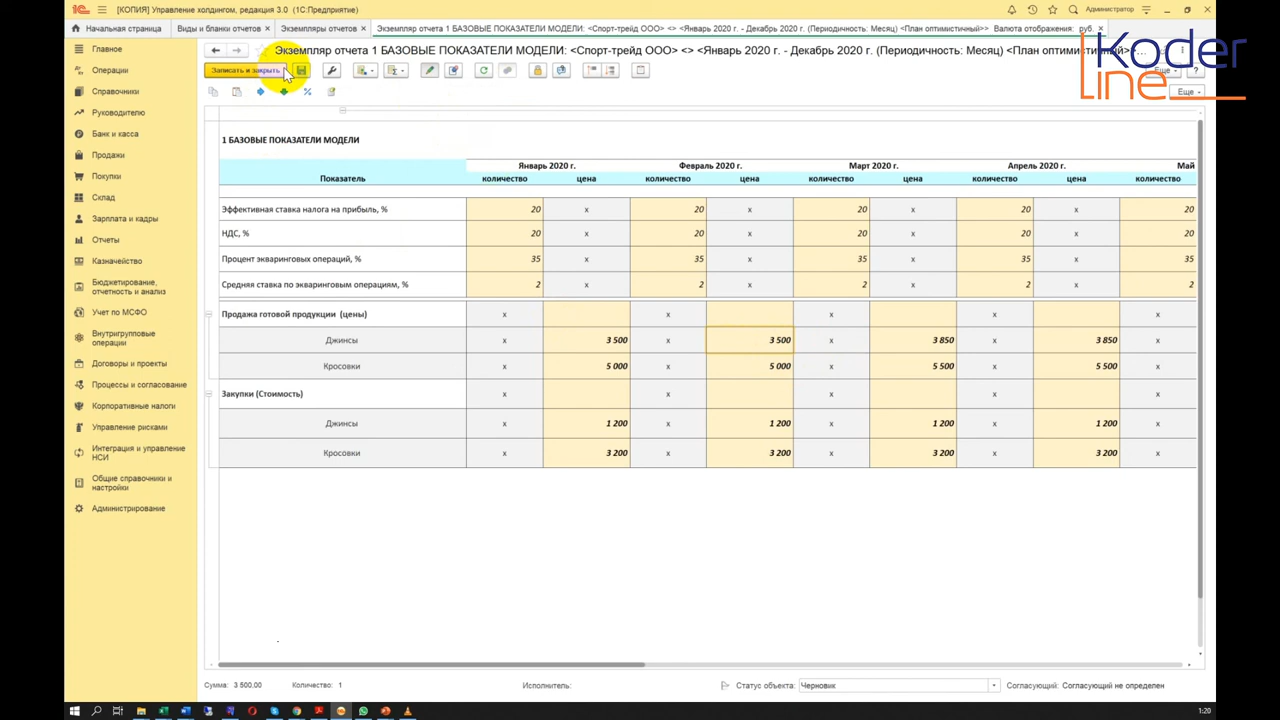 [КОПИЯ] Управление холдингом, редакция 3.0 (1С:Предприятие)
Администратор
Начальная страница
Виды и бланки отчетов ×
Экземпляры отчетов ×
Экземпляр отчета 1 БАЗОВЫЕ ПОКАЗАТЕЛИ МОДЕЛИ: <Спорт-трейд ООО> <> <Январь 2020 г. - Декабрь 2020 г. (Периодичность: Месяц) <План оптимистичный>> Валюта отображения: руб. ×
Экземпляр отчета 1 БАЗОВЫЕ ПОКАЗАТЕЛИ МОДЕЛИ: <Спорт-трейд ООО> <> <Январь 2020 г. - Декабрь 2020 г. (Периодичность: Месяц) <План оптимистичный>>
Koder line
Записать и закрыть
Еще
Еще
Главное
Операции
Справочники
Руководителю
Банк и касса
Продажи
Покупки
Склад
Зарплата и кадры
Отчеты
Казначейство
Бюджетирование,
отчетность и анализ
Учет по МСФО
Внутригрупповые
операции
Договоры и проекты
Процессы и согласование
Корпоративные налоги
Управление рисками
Интеграция и управление
НСИ
Общие справочники и
настройки
Администрирование
1 БАЗОВЫЕ ПОКАЗАТЕЛИ МОДЕЛИ
Январь 2020 г. Февраль 2020 г. Март 2020 г. Апрель 2020 г. Май
Показатель количество цена количество цена количество цена количество цена количество
Эффективная ставка налога на прибыль, % 20 x 20 x 20 x 20 x 20
НДС, % 20 x 20 x 20 x 20 x 20
Процент эквайринговых операций, % 35 x 35 x 35 x 35 x 35
Средняя ставка по эквайринговым операциям, % 2 x 2 x 2 x 2 x 2
Продажа готовой продукции (цены) x x x x x
Джинсы x 3 500 x 3 500 x 3 850 x 3 850 x
Кросовки x 5 000 x 5 000 x 5 500 x 5 500 x
Закупки (Стоимость) x x x x x
Джинсы x 1 200 x 1 200 x 1 200 x 1 200 x
Кросовки x 3 200 x 3 200 x 3 200 x 3 200 x
Сумма: 3 500,00 Количество: 1 Исполнитель: Статус объекта: Черновик Согласующий: Согласующий не определен
1:20